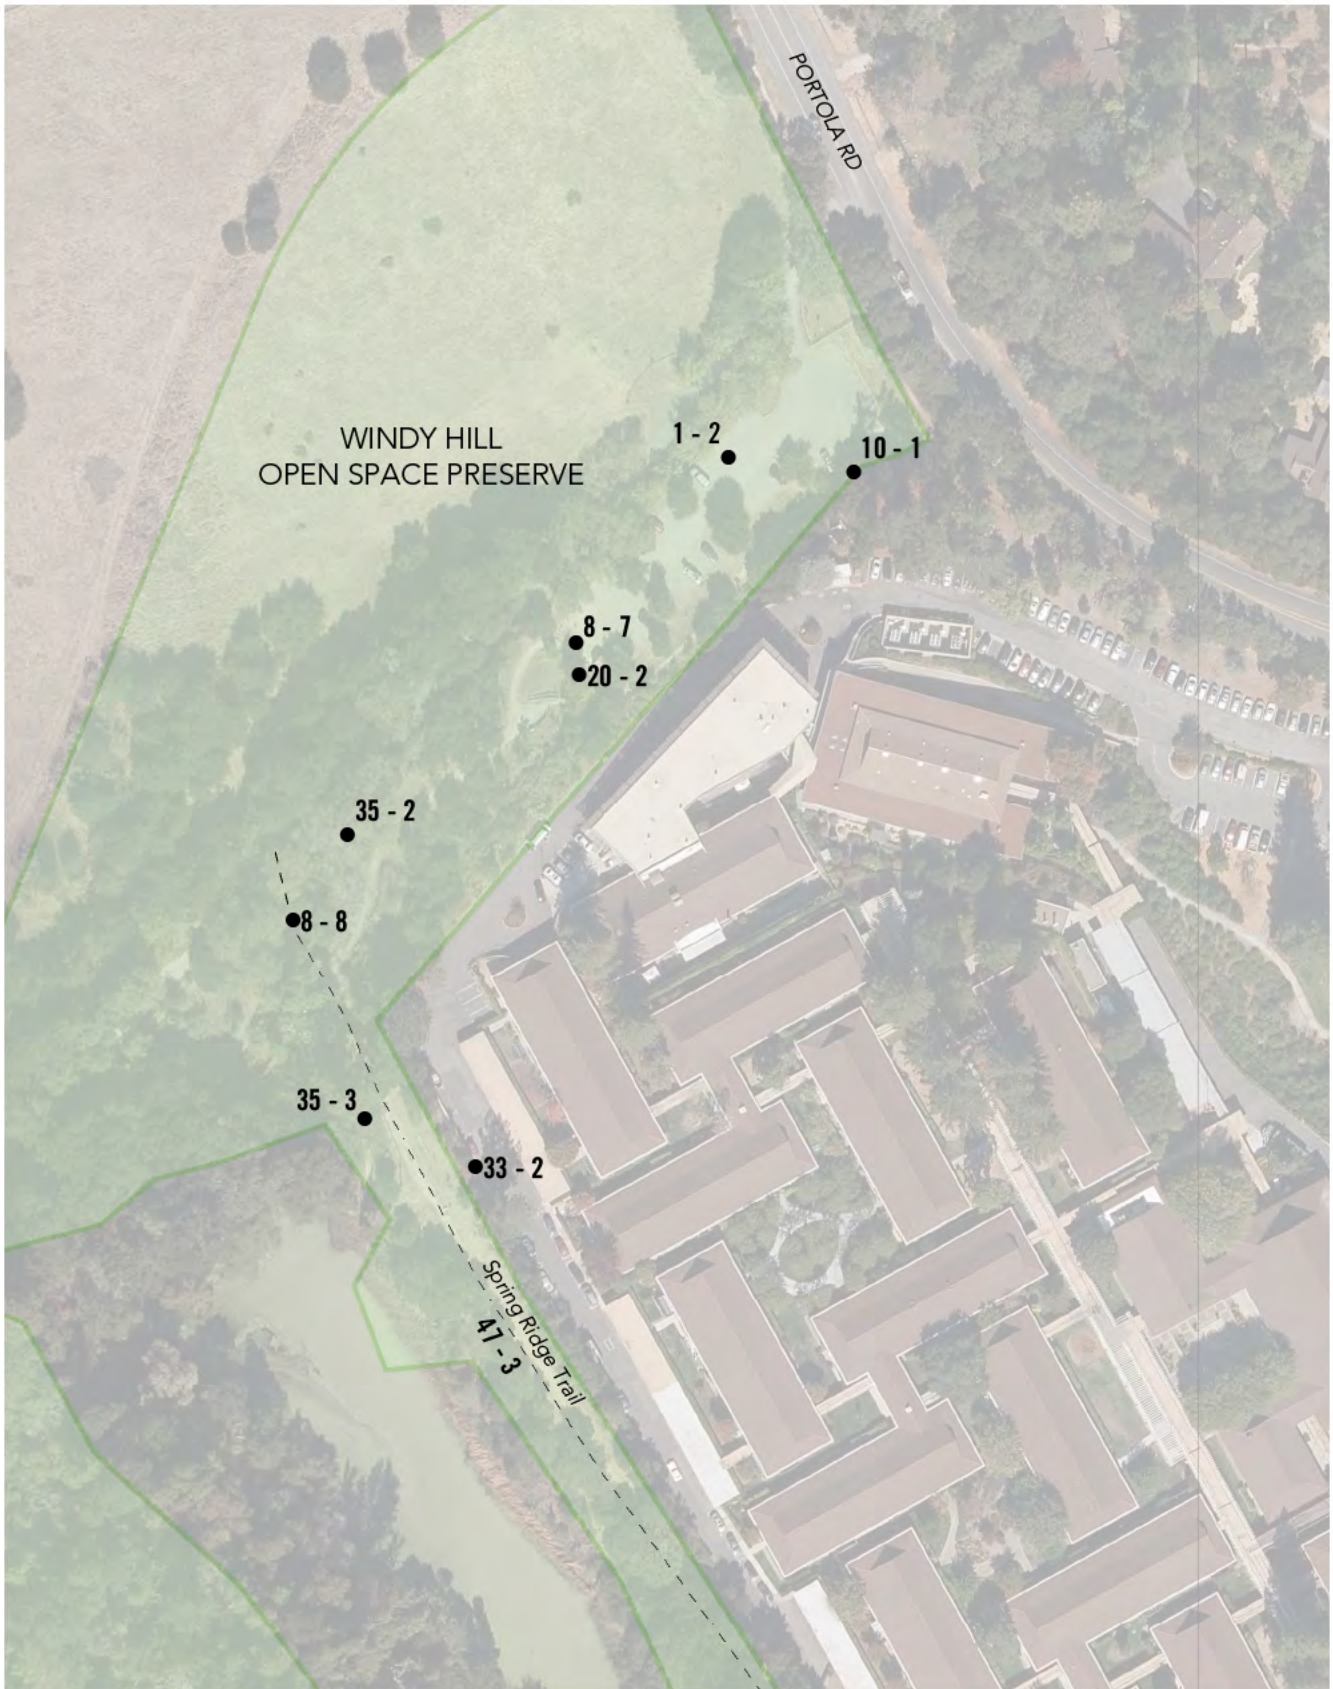 PORTOLA RD
WINDY HILL
OPEN SPACE PRESERVE
1 - 2
10 - 1
8 - 7
20 - 2
35 - 2
8 - 8
35 - 3
33 - 2
Spring Ridge Trail
47 - 3